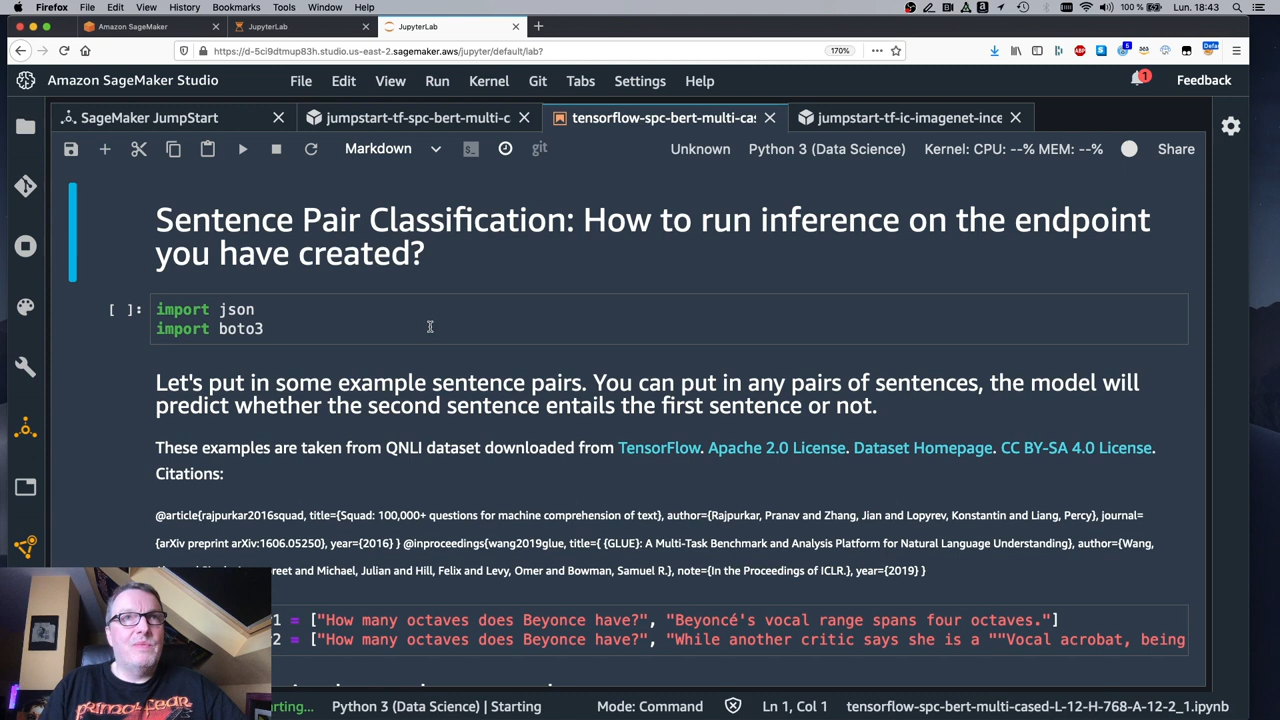 Firefox File Edit View History Bookmarks Tools Window Help 100 % Lun. 18:43
Amazon SageMaker JupyterLab JupyterLab
https://d-5ci9dtmup83h.studio.us-east-2.sagemaker.aws/jupyter/default/lab? 170%
Amazon SageMaker Studio File Edit View Run Kernel Git Tabs Settings Help 1 Feedback
SageMaker JumpStart jumpstart-tf-spc-bert-multi-c tensorflow-spc-bert-multi-cas jumpstart-tf-ic-imagenet-ince
Markdown git Unknown Python 3 (Data Science) Kernel: CPU: --% MEM: --% Share
Sentence Pair Classification: How to run inference on the endpoint
you have created?
[ ]: import json
import boto3
Let's put in some example sentence pairs. You can put in any pairs of sentences, the model will
predict whether the second sentence entails the first sentence or not.
These examples are taken from QNLI dataset downloaded from TensorFlow. Apache 2.0 License. Dataset Homepage. CC BY-SA 4.0 License.
Citations:
@article{rajpurkar2016squad, title={Squad: 100,000+ questions for machine comprehension of text}, author={Rajpurkar, Pranav and Zhang, Jian and Lopyrev, Konstantin and Liang, Percy}, journal=
{arXiv preprint arXiv:1606.05250}, year={2016} } @inproceedings{wang2019glue, title={ {GLUE}: A Multi-Task Benchmark and Analysis Platform for Natural Language Understanding}, author={Wang,
and Michael, Julian and Hill, Felix and Levy, Omer and Bowman, Samuel R.}, note={In the Proceedings of ICLR.}, year={2019} }
1 = ["How many octaves does Beyonce have?", "Beyoncé's vocal range spans four octaves."]
2 = ["How many octaves does Beyonce have?", "While another critic says she is a ""Vocal acrobat, being
Python 3 (Data Science) | Starting Mode: Command Ln 1, Col 1 tensorflow-spc-bert-multi-cased-L-12-H-768-A-12-2_1.ipynb